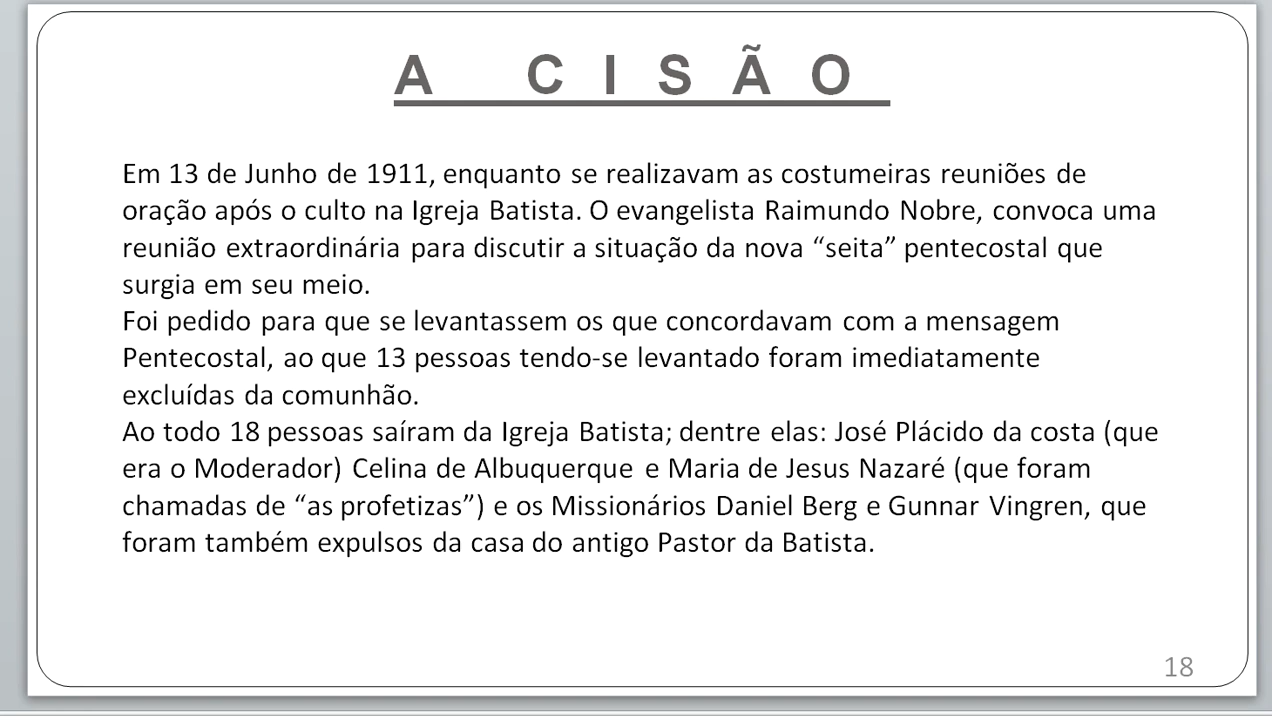 A CISÃO
Em 13 de Junho de 1911, enquanto se realizavam as costumeiras reuniões de
oração após o culto na Igreja Batista. O evangelista Raimundo Nobre, convoca uma
reunião extraordinária para discutir a situação da nova “seita” pentecostal que
surgia em seu meio.
Foi pedido para que se levantassem os que concordavam com a mensagem
Pentecostal, ao que 13 pessoas tendo-se levantado foram imediatamente
excluídas da comunhão.
Ao todo 18 pessoas saíram da Igreja Batista; dentre elas: José Plácido da costa (que
era o Moderador) Celina de Albuquerque e Maria de Jesus Nazaré (que foram
chamadas de “as profetizas”) e os Missionários Daniel Berg e Gunnar Vingren, que
foram também expulsos da casa do antigo Pastor da Batista.
18